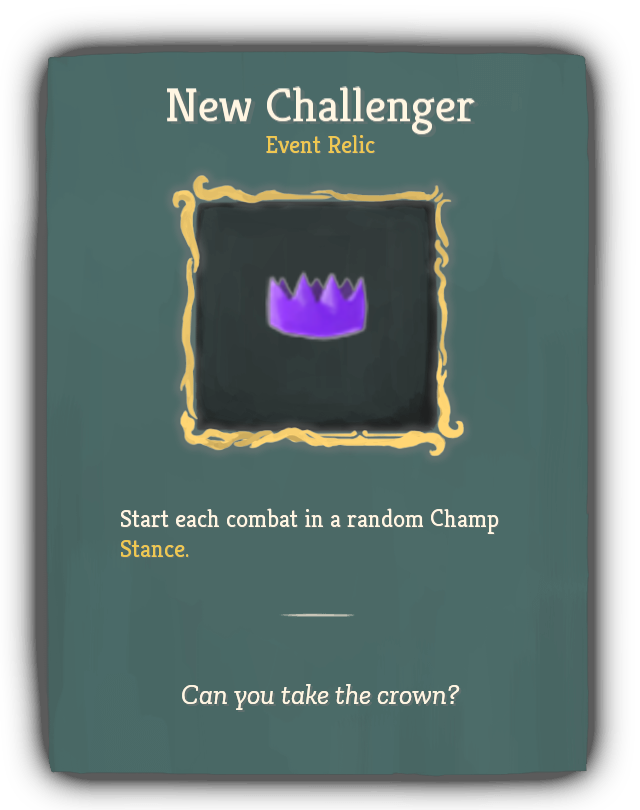 New Challenger
Event Relic
Start each combat in a random Champ
Stance.
Can you take the crown?